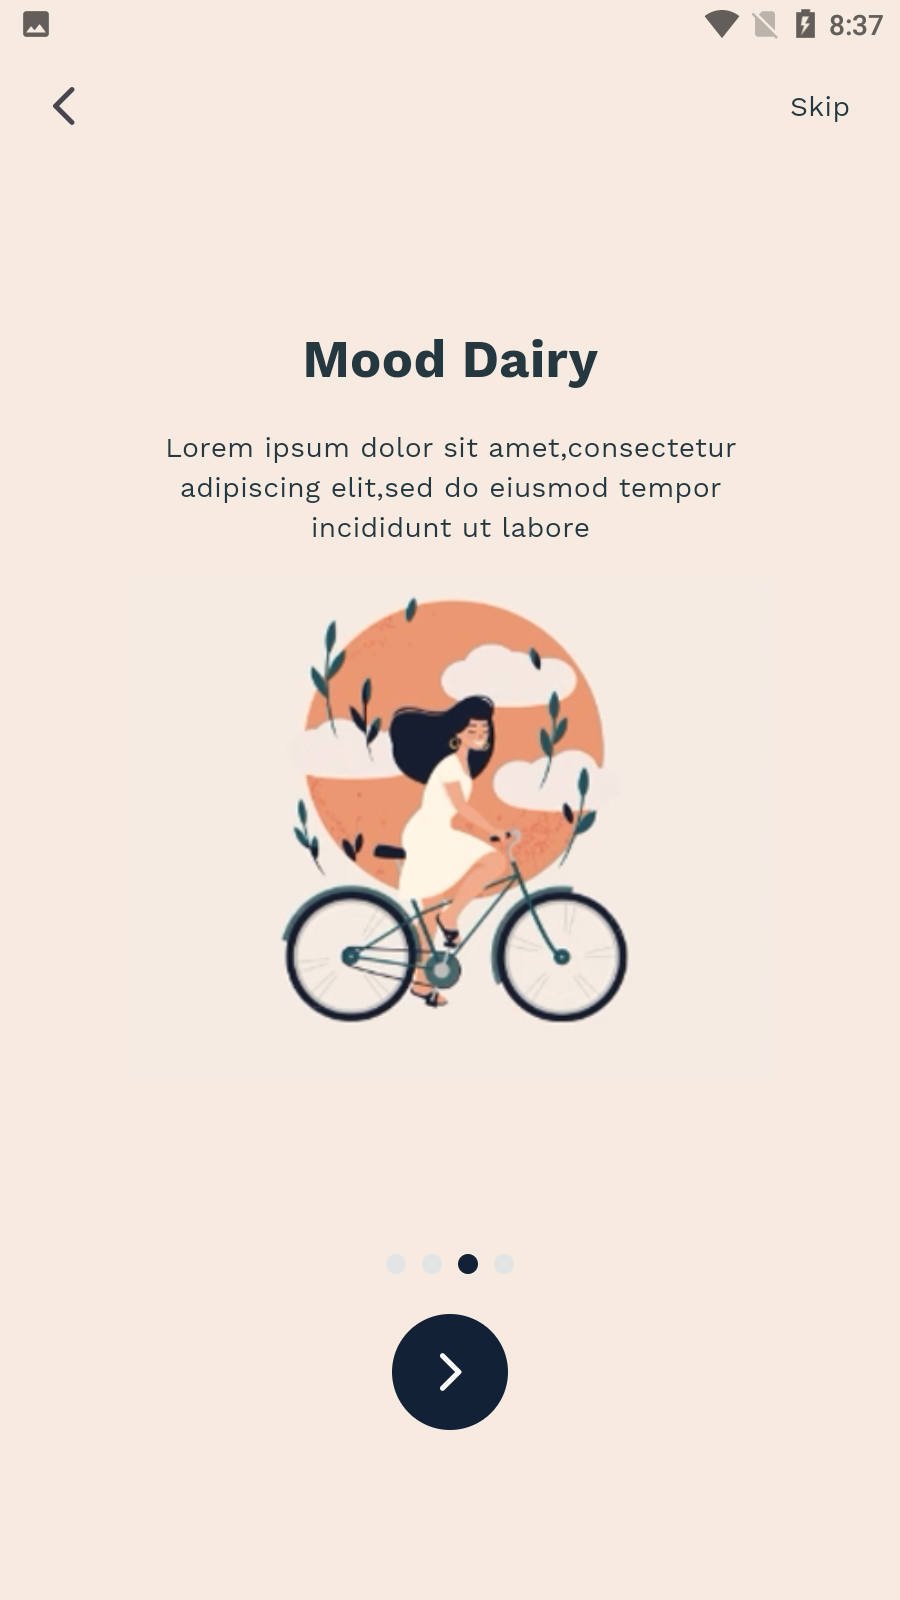 8:37
Skip
Mood Dairy
Lorem ipsum dolor sit amet,consectetur
adipiscing elit,sed do eiusmod tempor
incididunt ut labore